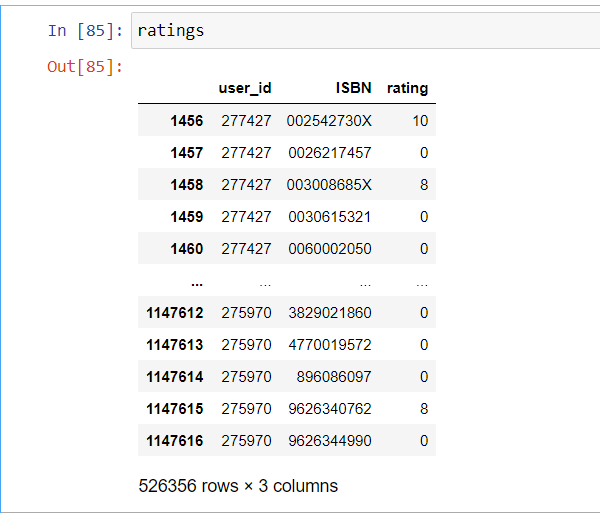 In [85]: ratings
Out[85]:
user_id ISBN rating
1456 277427 002542730X 10
1457 277427 0026217457 0
1458 277427 003008685X 8
1459 277427 0030615321 0
1460 277427 0060002050 0
... ... ... ...
1147612 275970 3829021860 0
1147613 275970 4770019572 0
1147614 275970 896086097 0
1147615 275970 9626340762 8
1147616 275970 9626344990 0
526356 rows × 3 columns